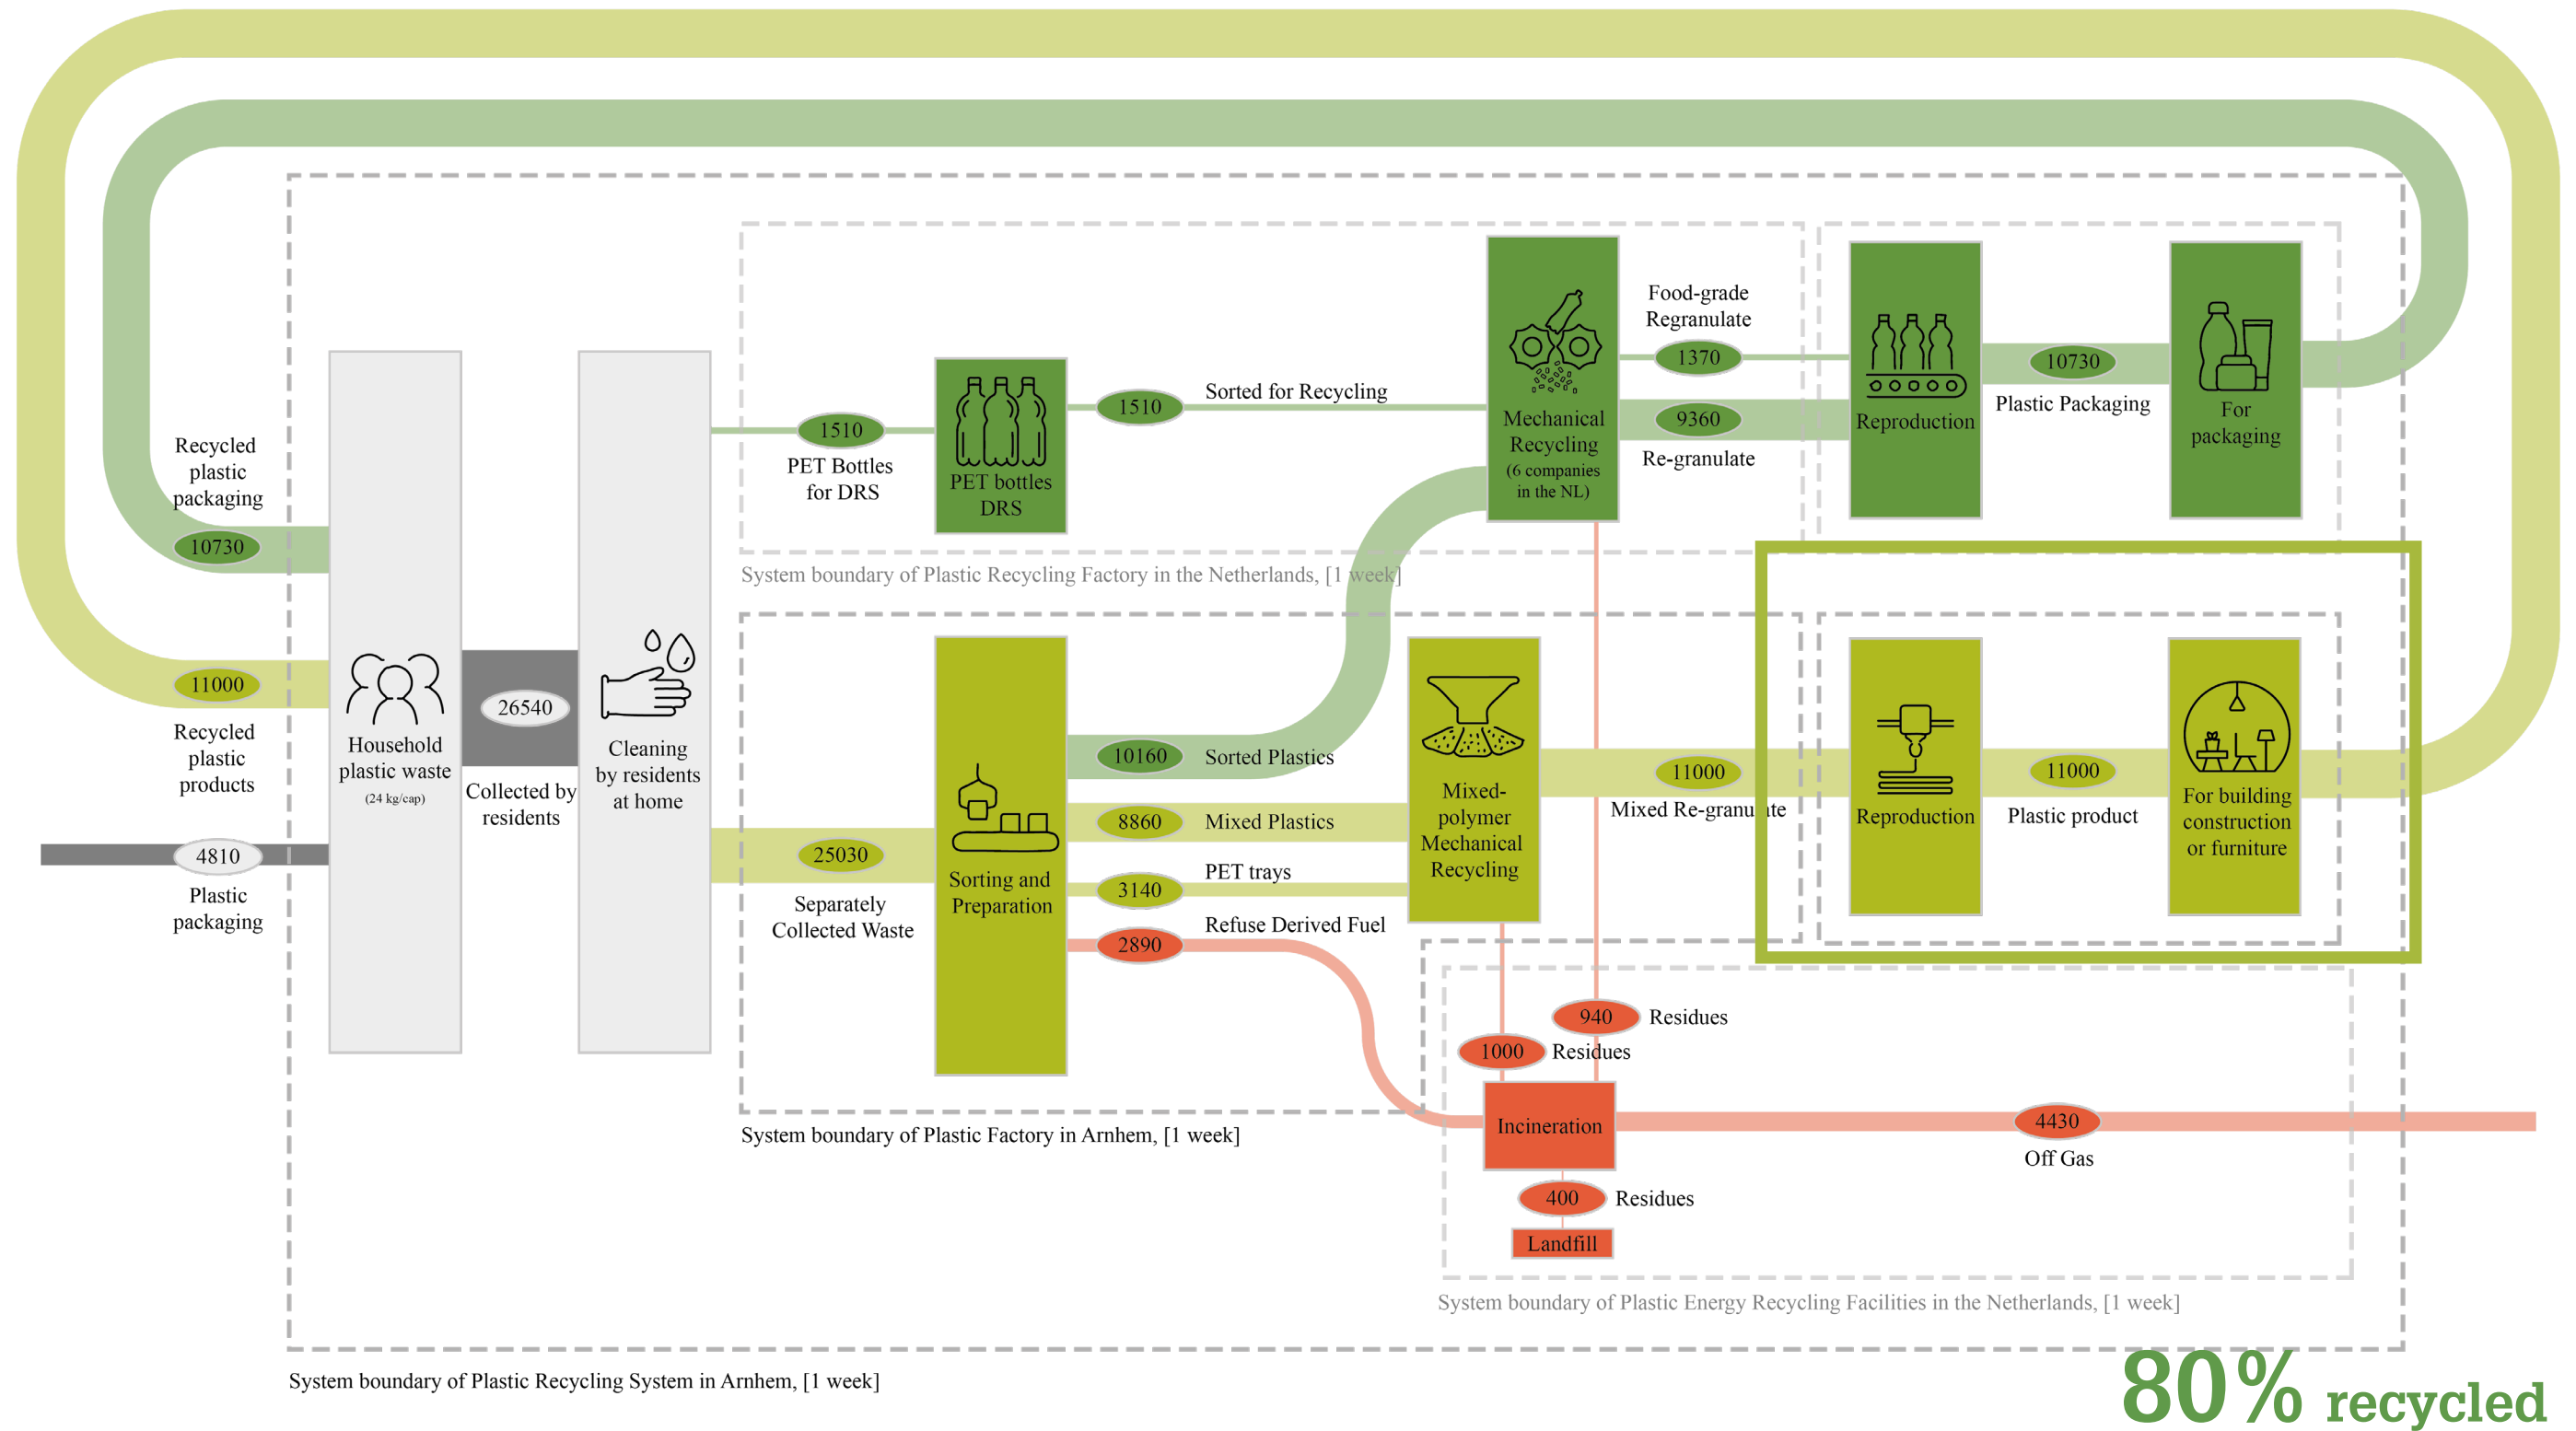 Food-grade
Regranulate
1370
9360
Re-granulate
Mechanical
Recycling
(6 companies
in the NL)
Reproduction
10730
Plastic Packaging
For
packaging
1510
Sorted for Recycling
1510
PET Bottles
for DRS
PET bottles
DRS
Recycled
plastic
packaging
10730
System boundary of Plastic Recycling Factory in the Netherlands, [1 week]
11000
Recycled
plastic
products
4810
Plastic
packaging
Household
plastic waste
(24 kg/cap)
26540
Collected by
residents
Cleaning
by residents
at home
25030
Separately
Collected Waste
Sorting and
Preparation
10160
Sorted Plastics
8860
Mixed Plastics
PET trays
3140
Refuse Derived Fuel
2890
Mixed-
polymer
Mechanical
Recycling
11000
Mixed Re-granulate
Reproduction
11000
Plastic product
For building
construction
or furniture
940
Residues
1000
Residues
Incineration
4430
Off Gas
400
Residues
Landfill
System boundary of Plastic Factory in Arnhem, [1 week]
System boundary of Plastic Energy Recycling Facilities in the Netherlands, [1 week]
System boundary of Plastic Recycling System in Arnhem, [1 week]
80% recycled